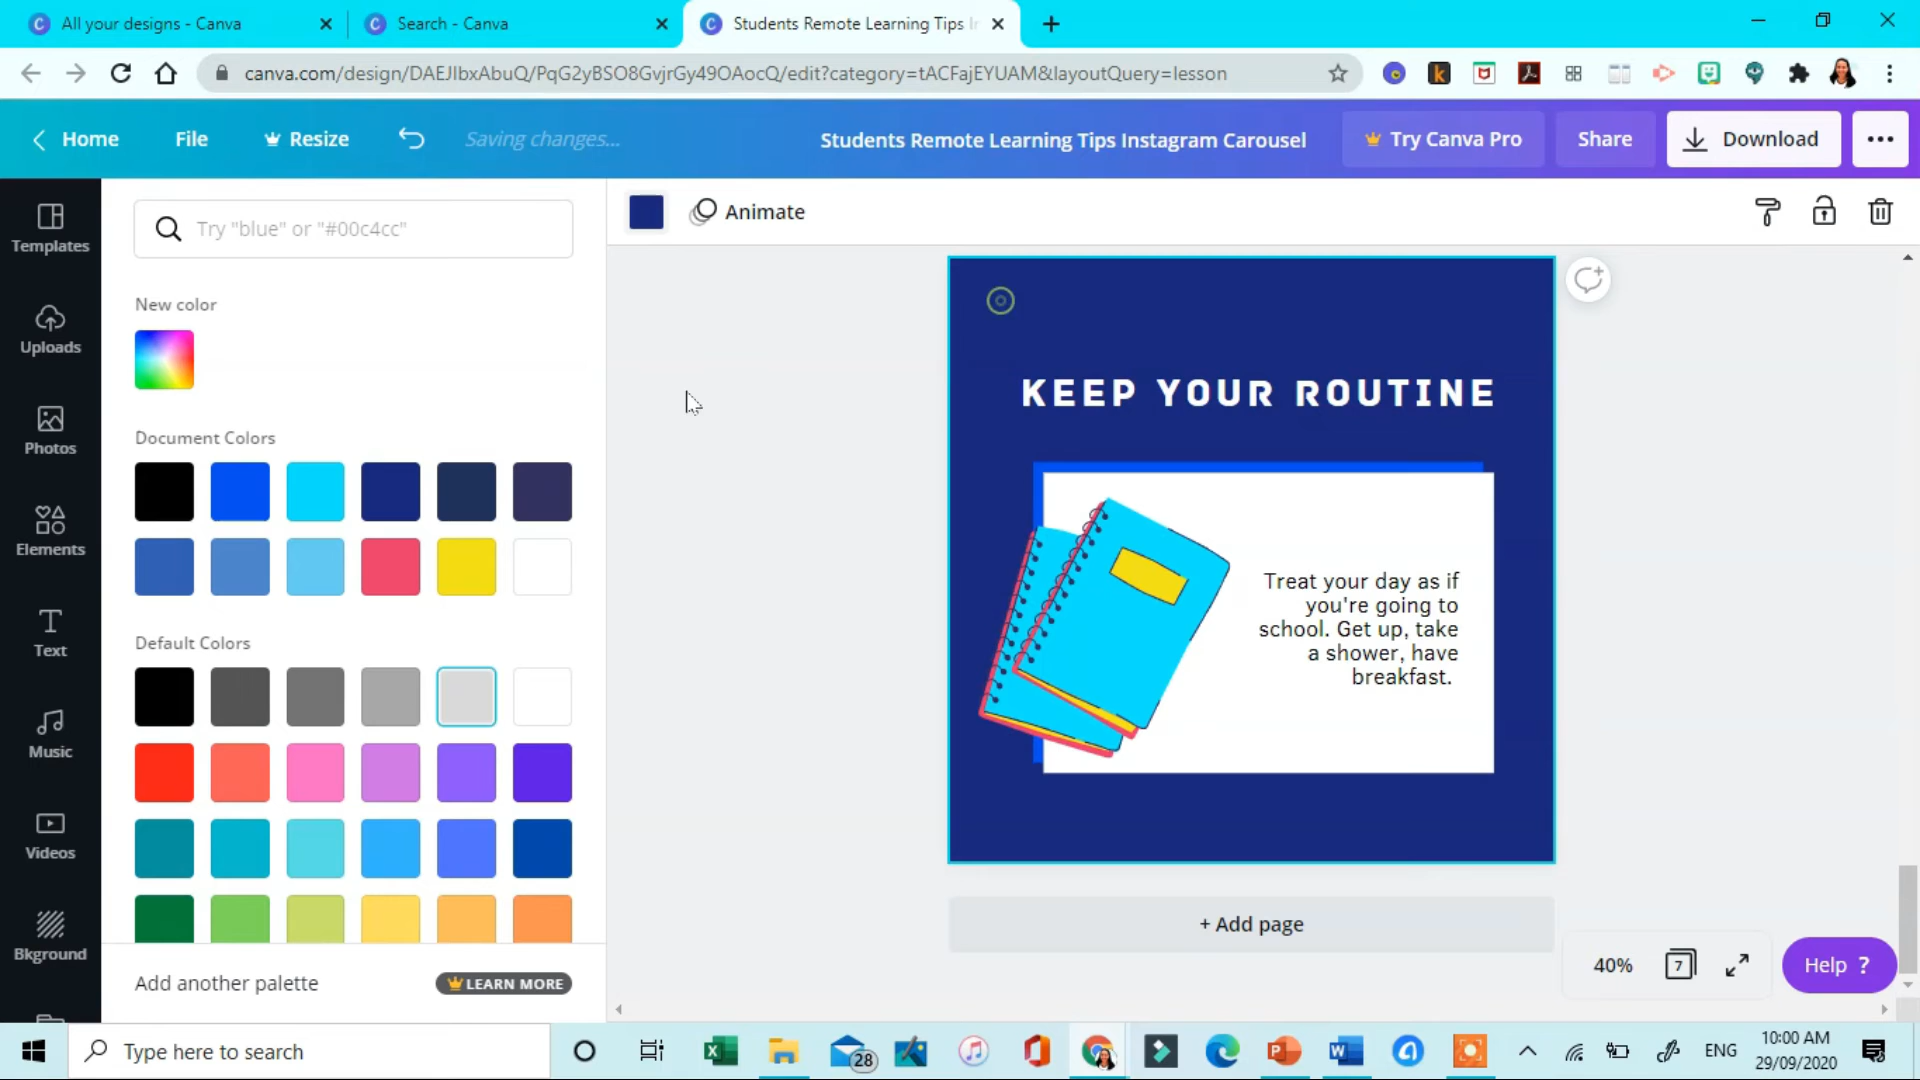 All your designs - Canva
Search - Canva
Students Remote Learning Tips In
canva.com/design/DAEJIbxAbuQ/PqG2yBSO8GvjrGy49OAocQ/edit?category=tACFajEYUAM&layoutQuery=lesson
Home
File
Resize
Saving changes...
Students Remote Learning Tips Instagram Carousel
Try Canva Pro
Share
Download
Templates
Uploads
Photos
Elements
Text
Music
Videos
Bkground
Try "blue" or "#00c4cc"
New color
Document Colors
Default Colors
Add another palette
LEARN MORE
Animate
KEEP YOUR ROUTINE
Treat your day as if
you're going to
school. Get up, take
a shower, have
breakfast.
+ Add page
40%
7
Help ?
Type here to search
28
ENG
10:00 AM
29/09/2020